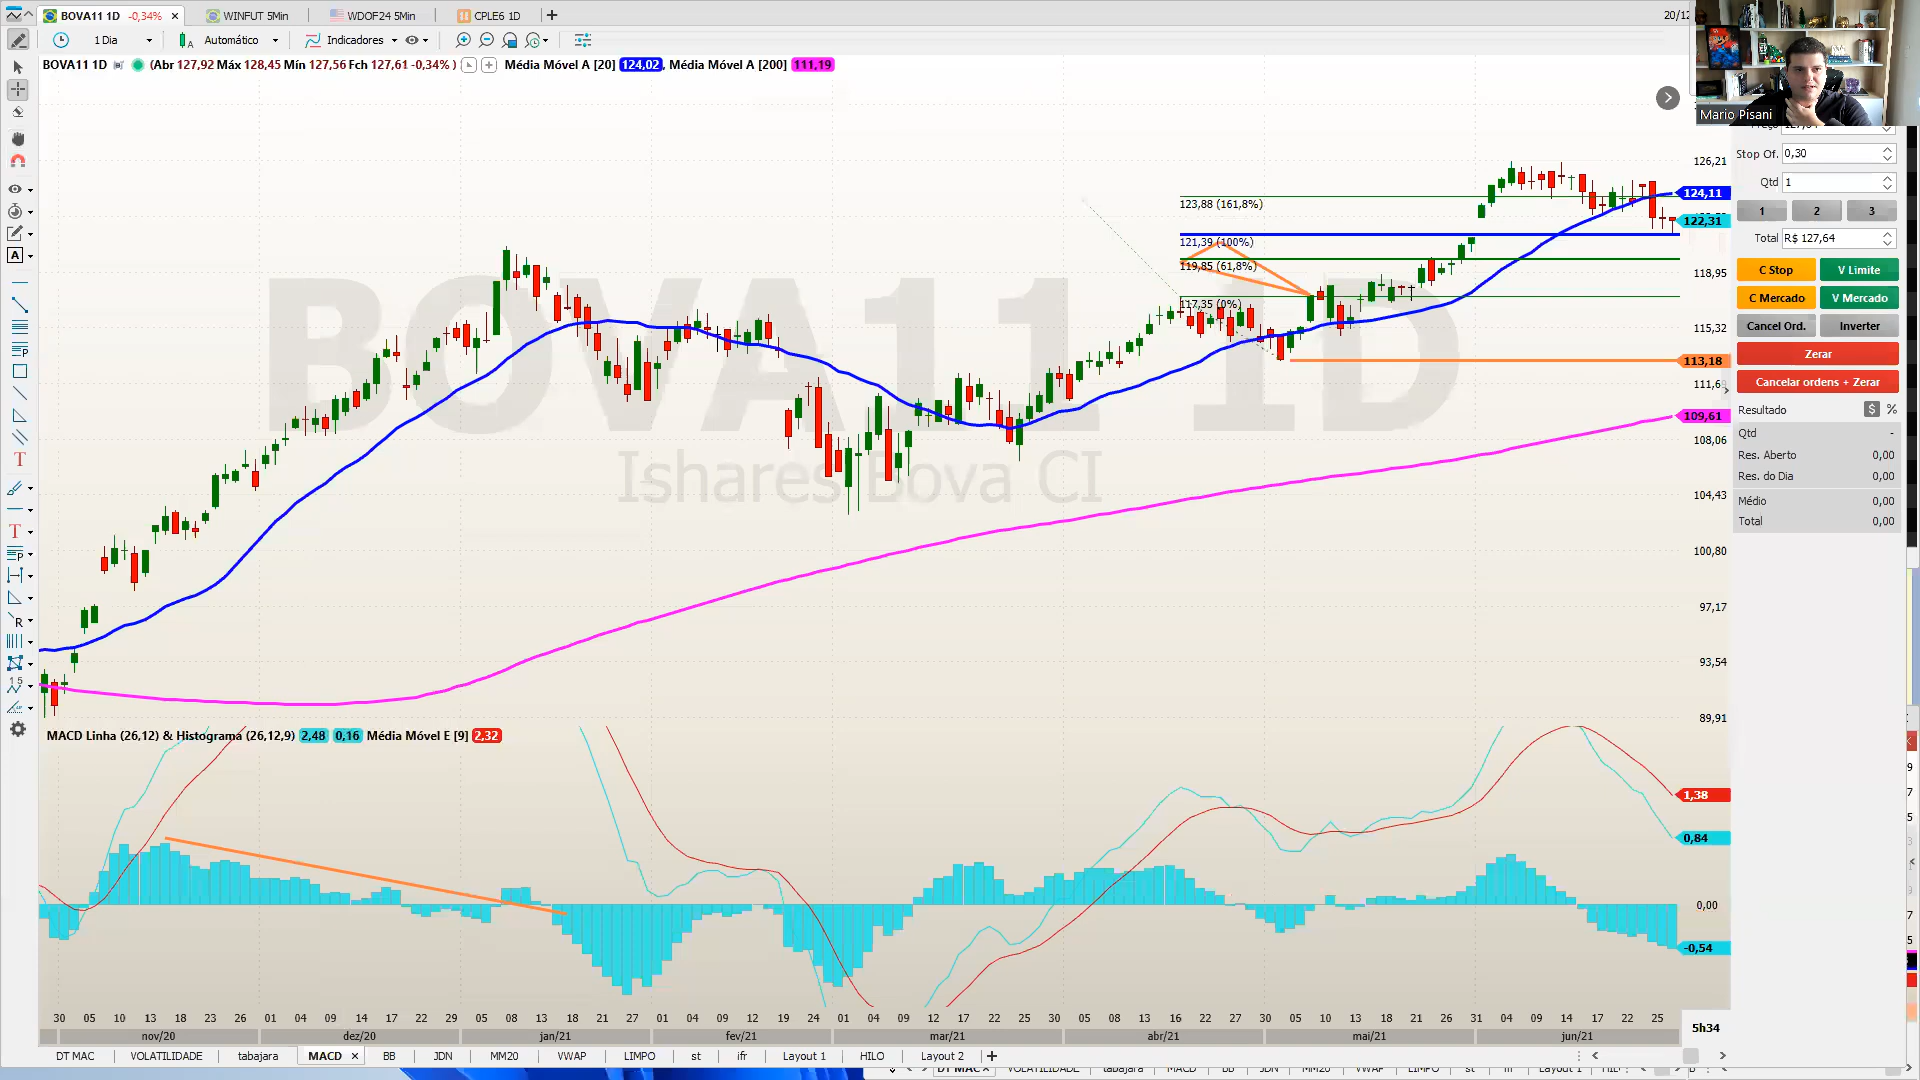 BOVA11 1D -0,34% ×
WINFUT 5Min
WDOF24 5Min
CPLE6 1D
20/12
1 Dia
Automático
Indicadores
BOVA11 1D (Abr 127,92 Máx 128,45 Mín 127,56 Fch 127,61 -0,34% ) Média Móvel A [20] 124,02, Média Móvel A [200] 111,19
Mario Pisani
Stop Of. 0,30
Qtd 1
1 2 3
Total R$ 127,64
C Stop V Limite
C Mercado V Mercado
Cancel Ord. Inverter
Zerar
Cancelar ordens + Zerar
Resultado $ %
Qtd -
Res. Aberto 0,00
Res. do Dia 0,00
Médio 0,00
Total 0,00
126,21
124,11
122,31
118,95
115,32
113,18
111,69
109,61
108,06
104,43
100,80
97,17
93,54
89,91
123,88 (161,8%)
121,39 (100%)
119,85 (61,8%)
117,35 (0%)
BOVA11 1D
Ishares Bova CI
MACD Linha (26,12) & Histograma (26,12,9) 2,48 0,16 Média Móvel E [9] 2,32
1,38
0,84
0,00
-0,54
30 05 10 13 18 23 26 01 04 09 14 17 22 30 05 08 13 18 21 27 01 04 09 12 19 24 01 04 09 12 17 22 25 30 05 08 13 16 22 27 30 05 10 13 18 21 26 31 04 09 14 17 22 25
nov/20 dez/20 jan/21 fev/21 mar/21 abr/21 mai/21 jun/21
5h34
DT MAC VOLATILIDADE tabajara MACD × BB JDN MM20 VWAP LIMPO st ifr Layout 1 HILO Layout 2